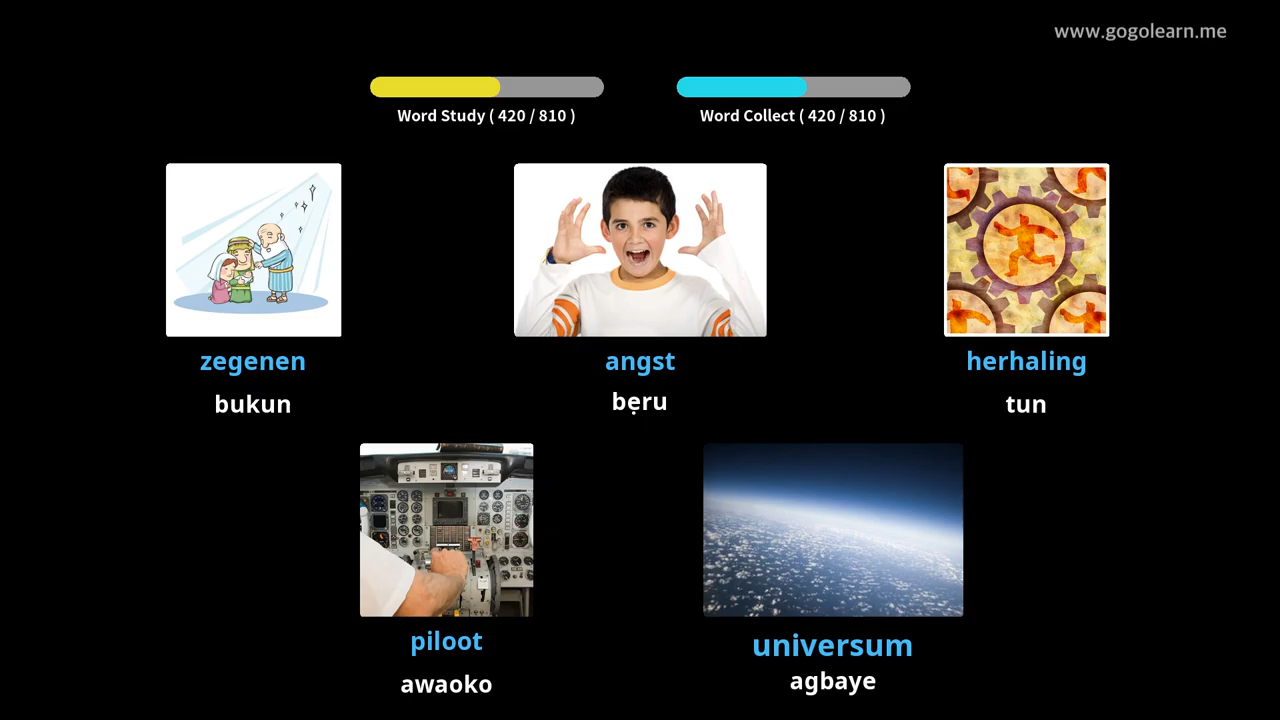 www.gogolearn.me
Word Study ( 420 / 810 )
Word Collect ( 420 / 810 )
zegenen
bukun
angst
bẹru
herhaling
tun
piloot
awaoko
universum
agbaye